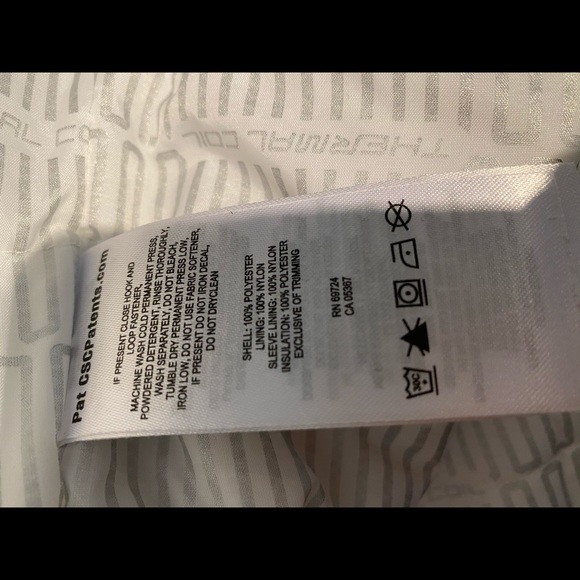 THERMAL COIL
AL CO
Pat CSCPatents.com
IF PRESENT CLOSE HOOK AND
LOOP FASTENER,
MACHINE WASH COLD PERMANENT PRESS,
POWDERED DETERGENT, RINSE THOROUGHLY,
WASH SEPARATELY, DO NOT BLEACH,
TUMBLE DRY PERMANENT PRESS LOW,
IRON LOW, DO NOT USE FABRIC SOFTENER,
IF PRESENT DO NOT IRON DECAL,
DO NOT DRYCLEAN
SHELL: 100% POLYESTER
LINING: 100% NYLON
SLEEVE LINING: 100% NYLON
INSULATION: 100% POLYESTER
EXCLUSIVE OF TRIMMING
RN 69724
CA 05367
30C